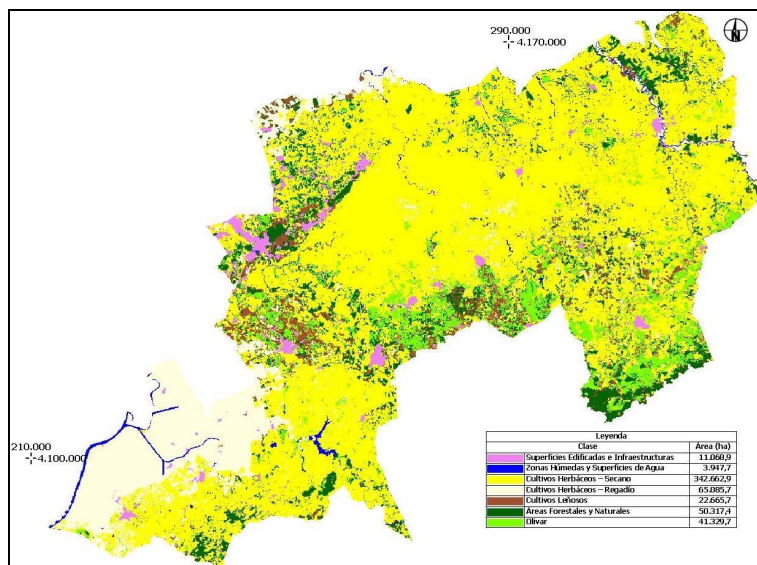 290.000
4.170.000
N
210.000
4.100.000
Leyenda
Clase Área (ha)
Superficies Edificadas e Infraestructuras 11.068,9
Zonas Húmedas y Superficies de Agua 3.947,7
Cultivos Herbáceos – Secano 342.662,9
Cultivos Herbáceos – Regadío 65.085,7
Cultivos Leñosos 22.665,7
Áreas Forestales y Naturales 50.317,4
Olivar 41.329,7